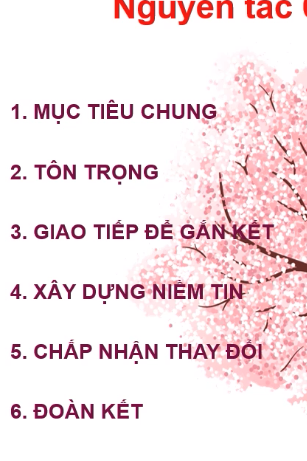 Nguyên tắc
1. MỤC TIÊU CHUNG
2. TÔN TRỌNG
3. GIAO TIẾP ĐỂ GẮN KẾT
4. XÂY DỰNG NIỀM TIN
5. CHẤP NHẬN THAY ĐỔI
6. ĐOÀN KẾT